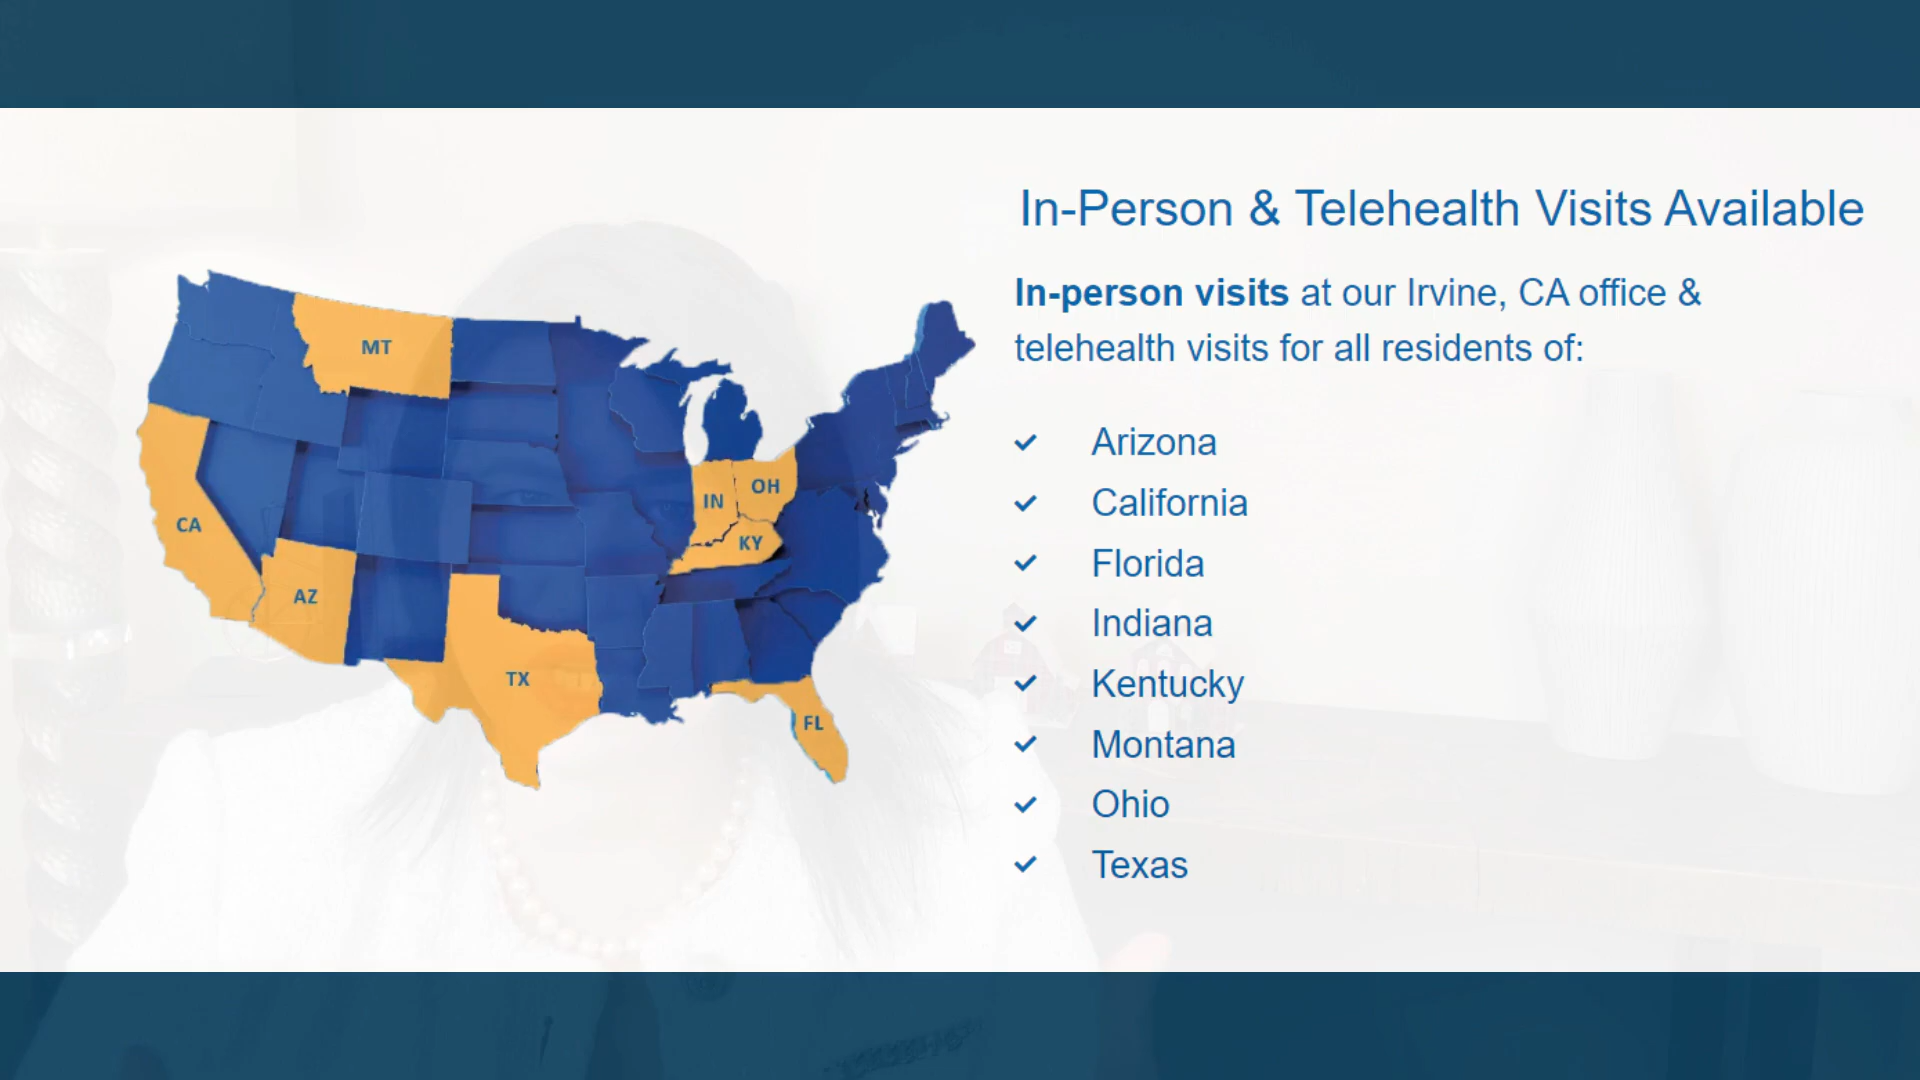 In-Person & Telehealth Visits Available
In-person visits at our Irvine, CA office &
telehealth visits for all residents of:
Arizona
California
Florida
Indiana
Kentucky
Montana
Ohio
Texas
MT
CA
AZ
TX
IN
OH
KY
FL